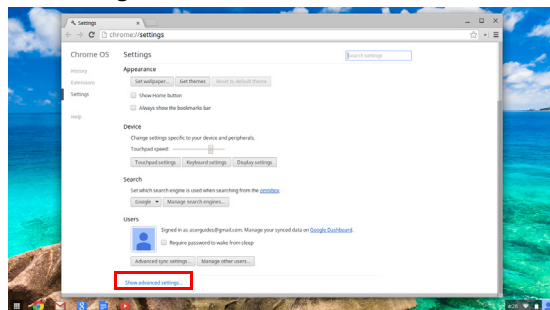 Settings
chrome://settings
Chrome OS
Settings
Search settings
History
Extensions
Settings
Help
Appearance
Set wallpaper... Get themes Reset to default theme
Show Home button
Always show the bookmarks bar
Device
Change settings specific to your device and peripherals.
Touchpad speed:
Touchpad settings Keyboard settings Display settings
Search
Set which search engine is used when searching from the omnibox.
Google Manage search engines...
Users
Signed in as auserguides@gmail.com. Manage your synced data on Google Dashboard.
Require password to wake from sleep
Advanced sync settings... Manage other users...
Show advanced settings...
4:28